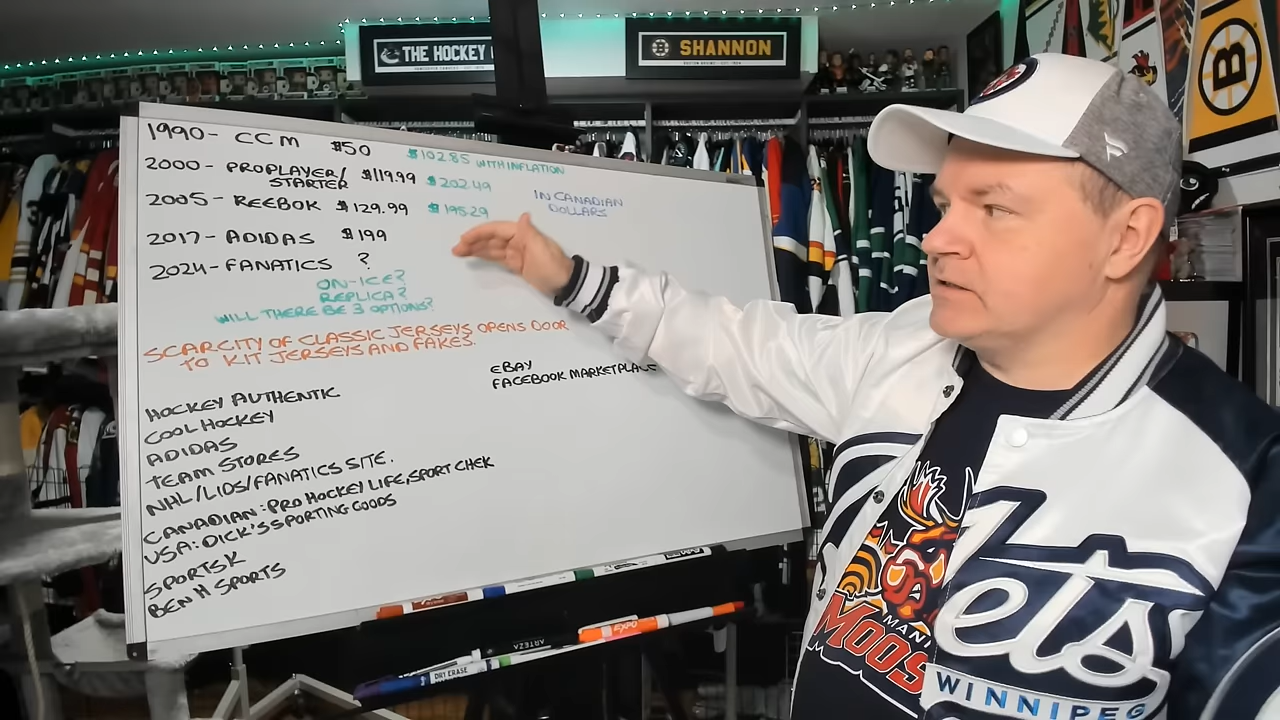 THE HOCKEY
SHANNON
1990- CCM $50 $102.85 WITH INFLATION
2000- PROPLAYER/ STARTER $119.99 $202.49
2005- REEBOK $129.99 $195.29
IN CANADIAN
DOLLARS
2017- ADIDAS $199
2024- FANATICS ?
ON-ICE?
REPLICA?
WILL THERE BE 3 OPTIONS?
SCARCITY OF CLASSIC JERSEYS OPENS DOOR
TO KIT JERSEYS AND FAKES.
EBAY
FACEBOOK MARKETPLACE
HOCKEY AUTHENTIC
COOL HOCKEY
ADIDAS
TEAM STORES
NHL/LIDS/FANATICS SITE.
CANADIAN: PRO HOCKEY LIFE, SPORT CHEK
USA: DICK'S SPORTING GOODS
SPORTSK
BEN H SPORTS
EXPO
ARTEZA
DRY ERASE
B
MANI
MOOS
Jets
WINNIPEG